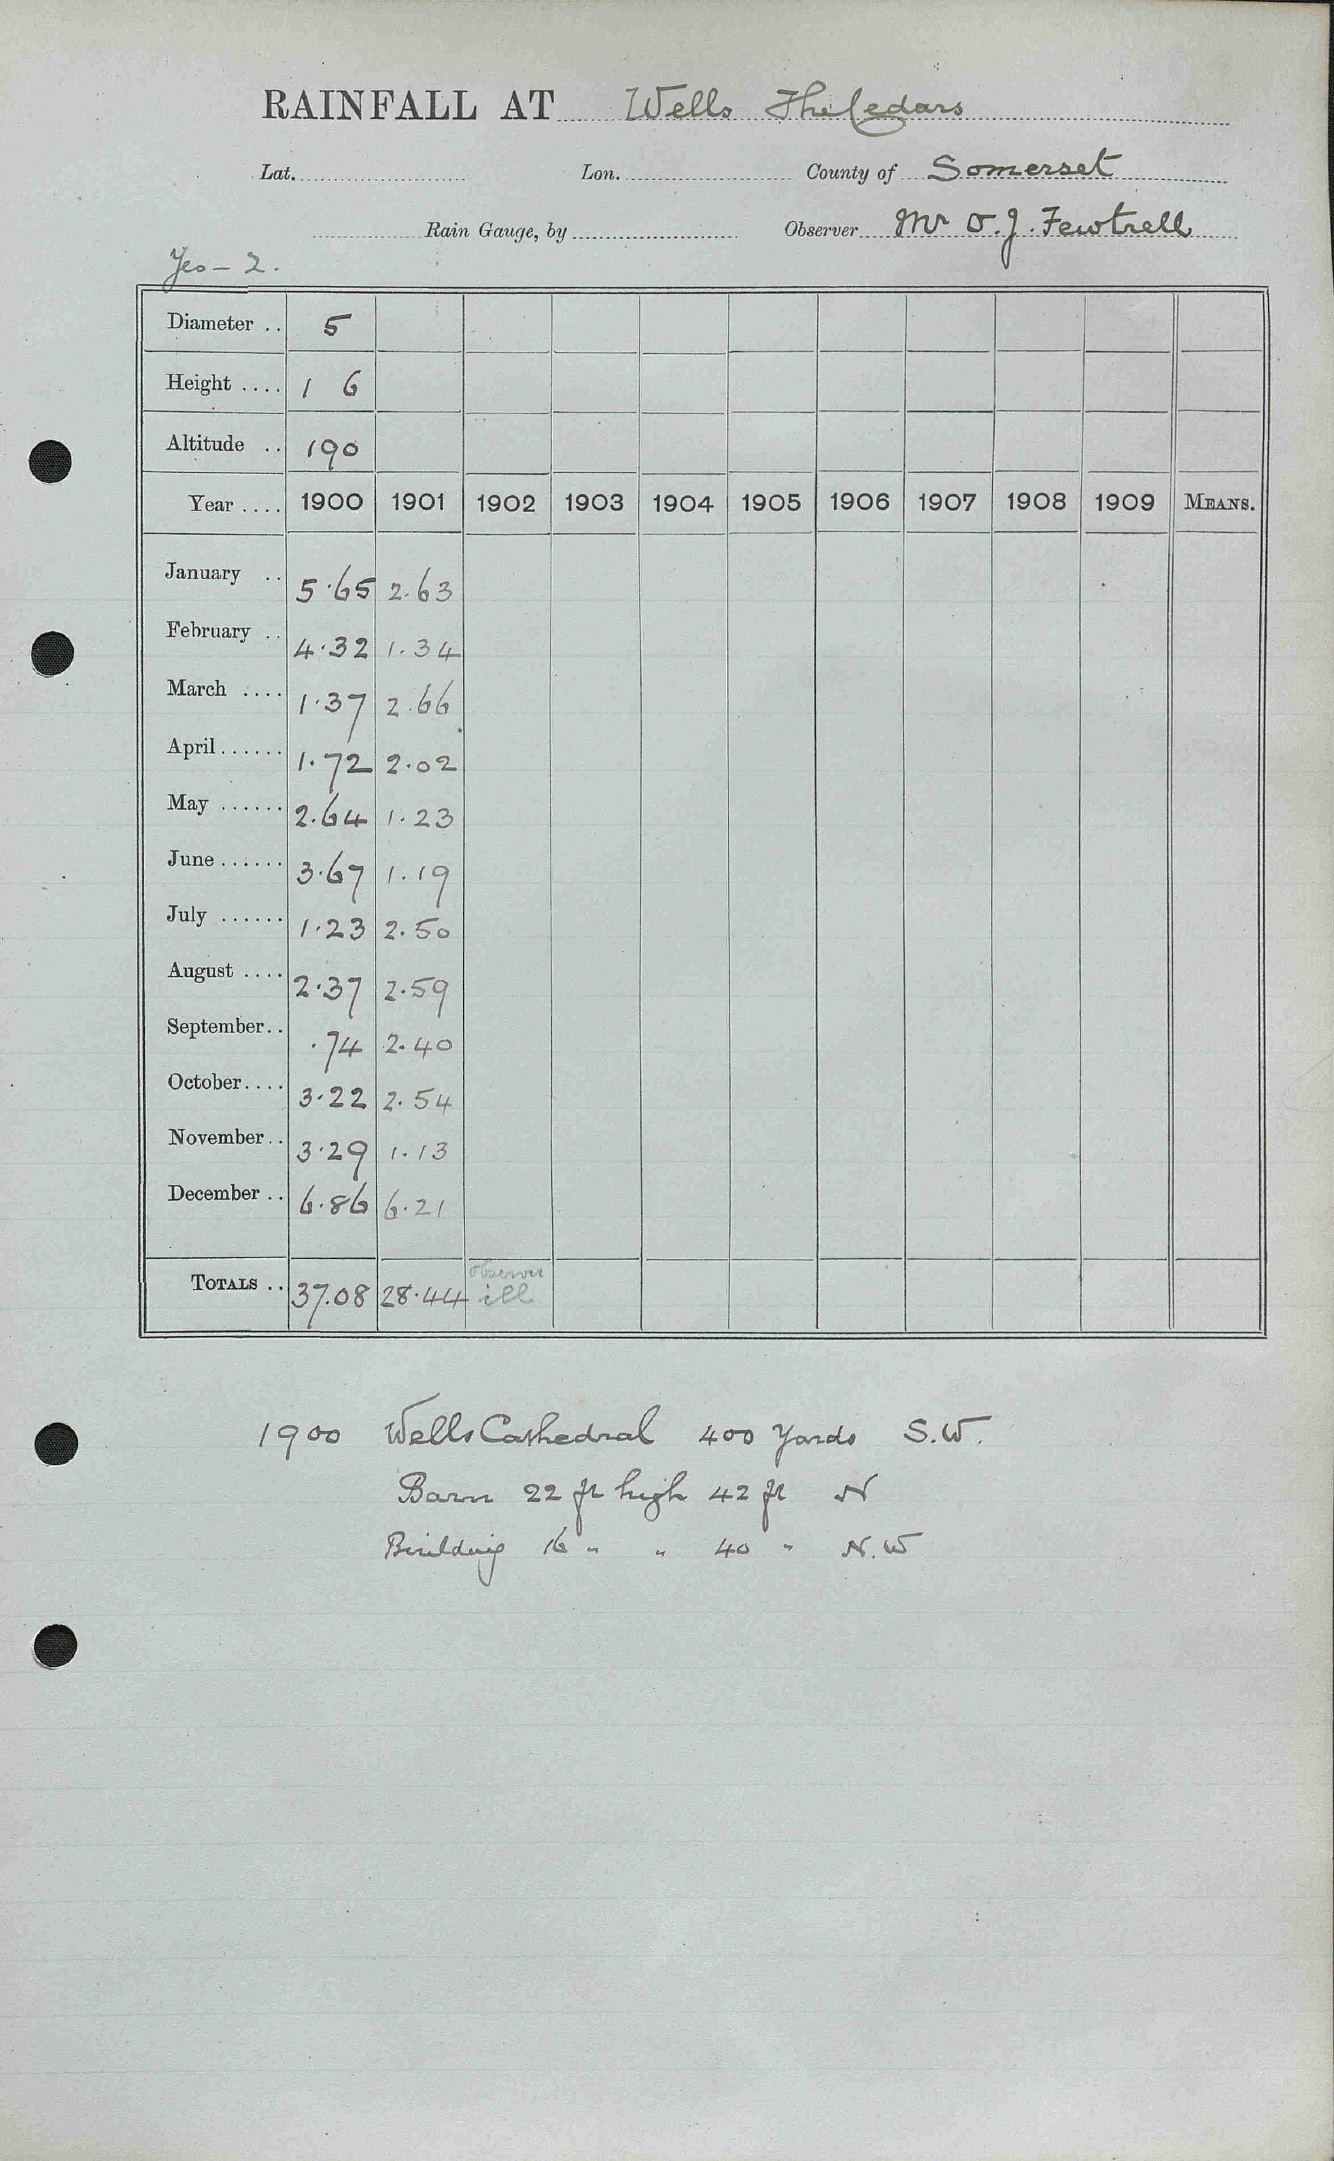 RAINFALL AT Wells The Cedars
Lat. Lon. County of Somerset
Rain Gauge, by Observer Mr O. J. Fewtrell
Yeo - 2.
Diameter .. 5
Height .... 1 6
Altitude .. 190
Year .... 1900 1901 1902 1903 1904 1905 1906 1907 1908 1909 MEANS.
January .. 5.65 2.63
February .. 4.32 1.34
March .... 1.37 2.66
April ...... 1.72 2.02
May ...... 2.64 1.23
June ...... 3.67 1.19
July ...... 1.23 2.50
August .... 2.37 2.59
September .. .74 2.40
October .... 3.22 2.54
November .. 3.29 1.13
December .. 6.86 6.21
TOTALS .. 37.08 28.44 observer ill
1900 Wells Cathedral 400 yards S.W.
Barn 22 ft high 42 ft N
Building 16 " " 40 " N.W